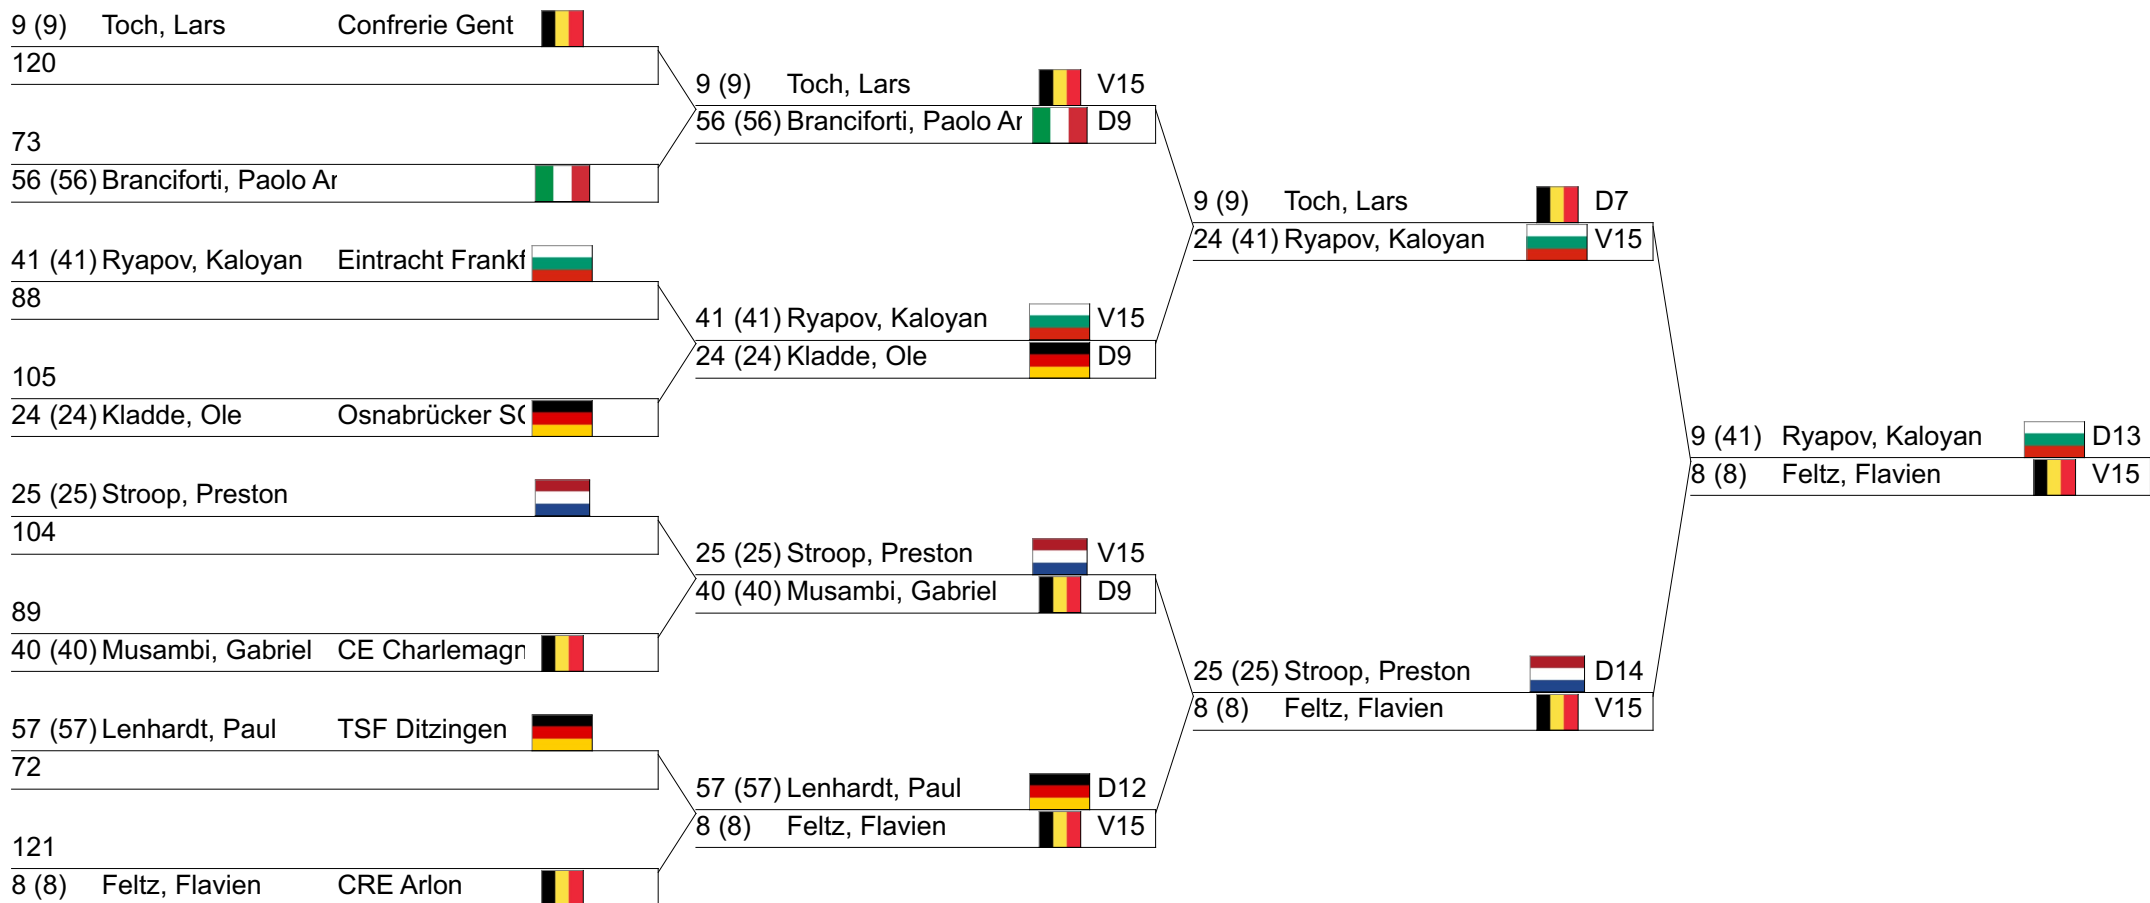 9 (9) Toch, Lars Confrerie Gent
120
73
56 (56) Branciforti, Paolo Ar
41 (41) Ryapov, Kaloyan Eintracht Frankf
88
105
24 (24) Kladde, Ole Osnabrücker SC
25 (25) Stroop, Preston
104
89
40 (40) Musambi, Gabriel CE Charlemagn
57 (57) Lenhardt, Paul TSF Ditzingen
72
121
8 (8) Feltz, Flavien CRE Arlon
9 (9) Toch, Lars V15
56 (56) Branciforti, Paolo Ar D9
41 (41) Ryapov, Kaloyan V15
24 (24) Kladde, Ole D9
25 (25) Stroop, Preston V15
40 (40) Musambi, Gabriel D9
57 (57) Lenhardt, Paul D12
8 (8) Feltz, Flavien V15
9 (9) Toch, Lars D7
24 (41) Ryapov, Kaloyan V15
25 (25) Stroop, Preston D14
8 (8) Feltz, Flavien V15
9 (41) Ryapov, Kaloyan D13
8 (8) Feltz, Flavien V15